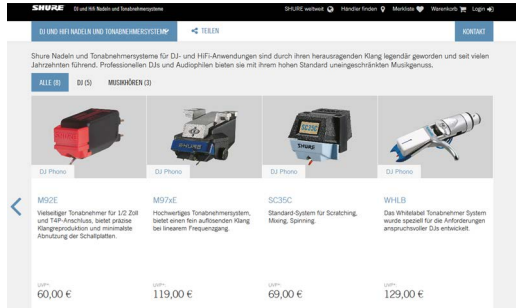 SHURE DJ und Hifi Nadeln und Tonabnehmersysteme SHURE weltweit Händler finden Merkliste Warenkorb Login
DJ UND HIFI NADELN UND TONABNEHMERSYSTEME TEILEN KONTAKT
Shure Nadeln und Tonabnehmersysteme für DJ- und HiFi-Anwendungen sind durch ihren herausragenden Klang legendär geworden und seit vielen
Jahrzehnten führend. Professionellen DJs und Audiophilen bieten sie mit ihrem hohen Standard uneingeschränkten Musikgenuss.
ALLE (8) DJ (5) MUSIKHÖREN (3)
SC35C
SHURE
DJ Phono DJ Phono DJ Phono DJ Phono
M92E
Vielseitiger Tonabnehmer für 1/2 Zoll
und T4P-Anschluss, bietet präzise
Klangreproduktion und minimalste
Abnutzung der Schallplatten.
UVP*:
60,00 €
M97xE
Hochwertiges Tonabnehmersystem,
bietet einen fein auflösenden Klang
bei linearem Frequenzgang.
UVP*:
119,00 €
SC35C
Standard-System für Scratching,
Mixing, Spinning.
UVP*:
69,00 €
WHLB
Das Whitelabel Tonabnehmer System
wurde speziell für die Anforderungen
anspruchsvoller DJs entwickelt.
UVP*:
129,00 €